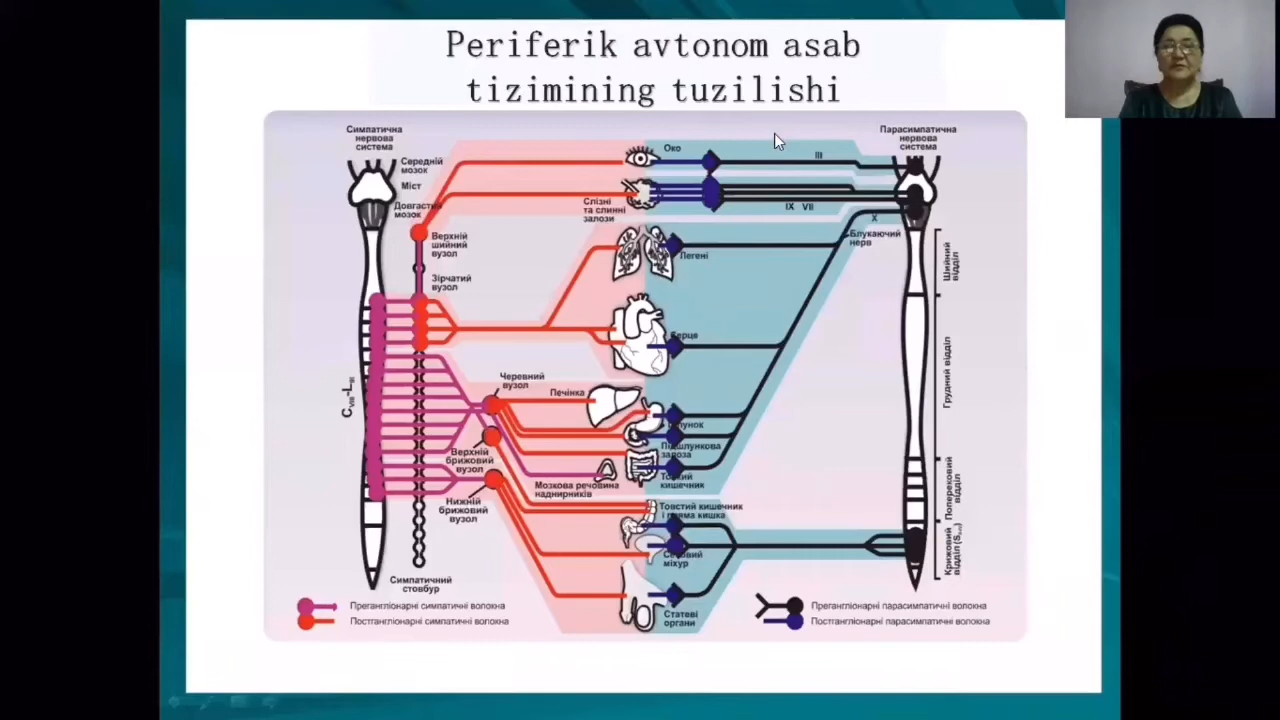 Periferik avtonom asab
tizimining tuzilishi
Симпатична
нервова
система
Середній
мозок
Міст
Довгастий
мозок
Верхній
шийний
вузол
Зірчатий
вузол
Черевний
вузол
Верхній
брижовий
вузол
Нижній
брижовий
вузол
Симпатичний
стовбур
Око
Слізні
та слинні
залози
Легені
Серце
Печінка
Шлунок
Підшлункова
залоза
Тонкий
кишечник
Мозкова речовина
наднирників
Товстий кишечник
і пряма кишка
Сечовий
міхур
Статеві
органи
Парасимпатична
нервова
система
III
IX VII
X
Блукаючий
нерв
Шийний
відділ
Грудний відділ
Поперековий
відділ
Крижовий
Прегангліонарні симпатичні волокна
Постгангліонарні симпатичні волокна
Прегангліонарні парасимпатичні волокна
Постгангліонарні парасимпатичні волокна